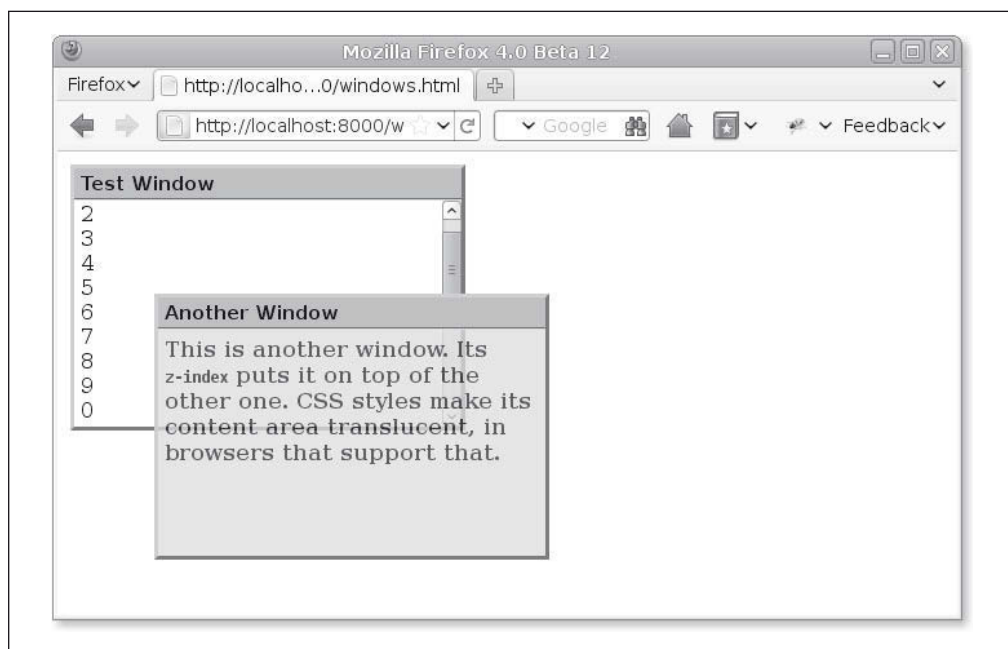 Mozilla Firefox 4.0 Beta 12
Firefox
http://localho...0/windows.html
http://localhost:8000/w
Google
Feedback
Test Window
2
3
4
5
6
7
8
9
0
Another Window
This is another window. Its
z-index puts it on top of the
other one. CSS styles make its
content area translucent, in
browsers that support that.